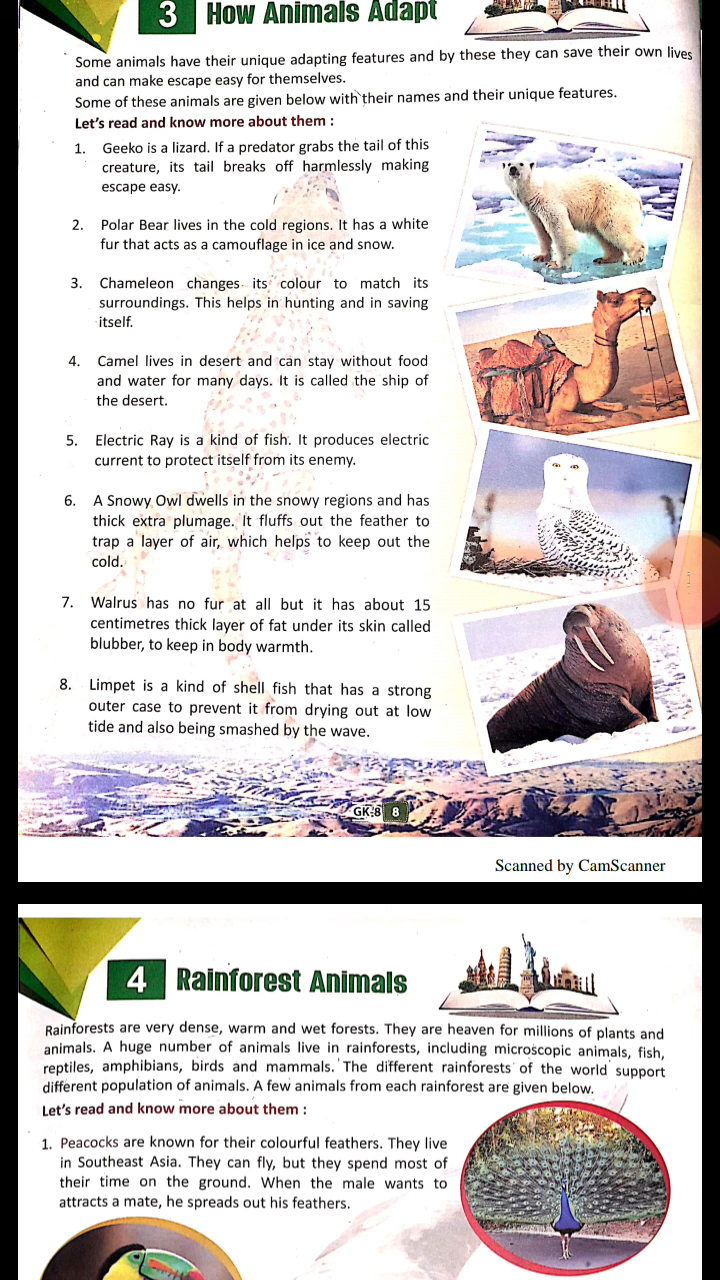 3 How Animals Adapt
Some animals have their unique adapting features and by these they can save their own lives
and can make escape easy for themselves.
Some of these animals are given below with their names and their unique features.
Let's read and know more about them :
1. Geeko is a lizard. If a predator grabs the tail of this
creature, its tail breaks off harmlessly making
escape easy.
2. Polar Bear lives in the cold regions. It has a white
fur that acts as a camouflage in ice and snow.
3. Chameleon changes its colour to match its
surroundings. This helps in hunting and in saving
itself.
4. Camel lives in desert and can stay without food
and water for many days. It is called the ship of
the desert.
5. Electric Ray is a kind of fish. It produces electric
current to protect itself from its enemy.
6. A Snowy Owl dwells in the snowy regions and has
thick extra plumage. It fluffs out the feather to
trap a layer of air, which helps to keep out the
cold.
7. Walrus has no fur at all but it has about 15
centimetres thick layer of fat under its skin called
blubber, to keep in body warmth.
8. Limpet is a kind of shell fish that has a strong
outer case to prevent it from drying out at low
tide and also being smashed by the wave.
GK-8 8
Scanned by CamScanner
4 Rainforest Animals
Rainforests are very dense, warm and wet forests. They are heaven for millions of plants and
animals. A huge number of animals live in rainforests, including microscopic animals, fish,
reptiles, amphibians, birds and mammals. The different rainforests of the world support
different population of animals. A few animals from each rainforest are given below.
Let's read and know more about them :
1. Peacocks are known for their colourful feathers. They live
in Southeast Asia. They can fly, but they spend most of
their time on the ground. When the male wants to
attracts a mate, he spreads out his feathers.